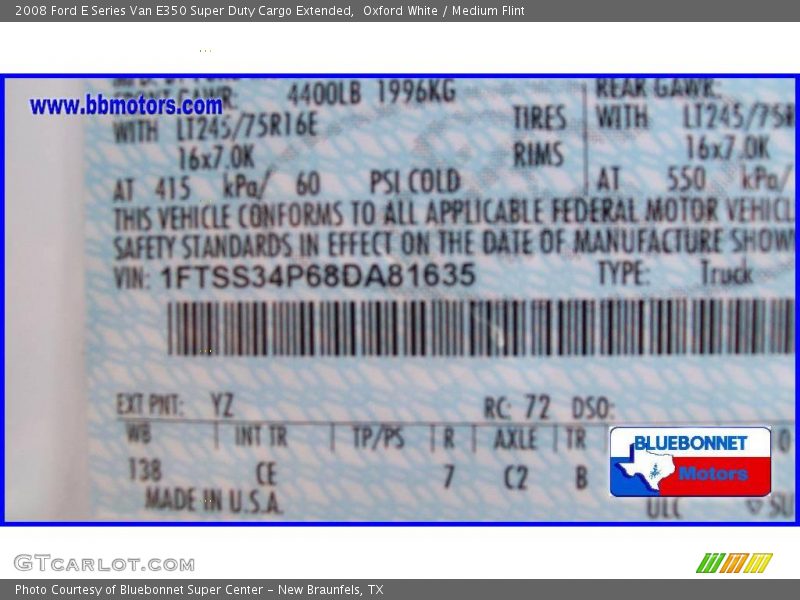 2008 Ford E Series Van E350 Super Duty Cargo Extended,  Oxford White / Medium Flint
www.bbmotors.com
GAWR: 4400LB 1996KG REAR GAWR:
WITH LT245/75R16E TIRES WITH LT245/75R
16x7.0K RIMS 16x7.0K
AT 415 kPa/ 60 PSI COLD AT 550 kPa/
THIS VEHICLE CONFORMS TO ALL APPLICABLE FEDERAL MOTOR VEHICL
SAFETY STANDARDS IN EFFECT ON THE DATE OF MANUFACTURE SHOW
VIN: 1FTSS34P68DA81635 TYPE: Truck
EXT PNT: YZ RC: 72 DSO:
WB INT TR TP/PS R AXLE TR
138 CE 7 C2 B
MADE IN U.S.A.
BLUEBONNET
Motors
GTCARLOT.COM
Photo Courtesy of Bluebonnet Super Center – New Braunfels, TX